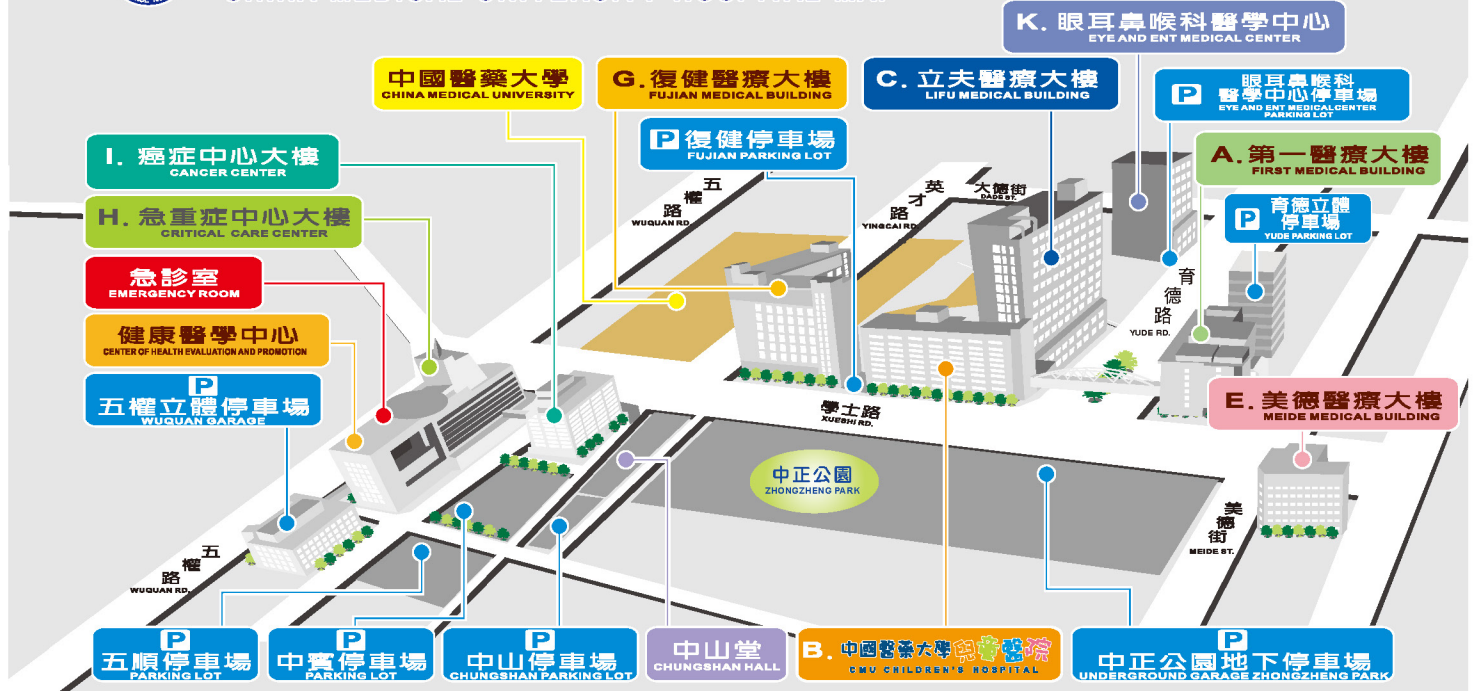 K. 眼耳鼻喉科醫學中心
EYE AND ENT MEDICAL CENTER
中國醫藥大學
CHINA MEDICAL UNIVERSITY
G.復健醫療大樓
FUJIAN MEDICAL BUILDING
C. 立夫醫療大樓
LIFU MEDICAL BUILDING
P 眼耳鼻喉科
醫學中心停車場
EYE AND ENT MEDICALCENTER
PARKING LOT
P 復健停車場
FUJIAN PARKING LOT
I. 癌症中心大樓
CANCER CENTER
A.第一醫療大樓
FIRST MEDICAL BUILDING
H. 急重症中心大樓
CRITICAL CARE CENTER
五權路
WUQUAN RD.
英才路
YINGCAI RD.
大德街
DADE ST.
P 育德立體
停車場
YUDE PARKING LOT
急診室
EMERGENCY ROOM
育德路
YUDE RD.
健康醫學中心
CENTER OF HEALTH EVALUATION AND PROMOTION
P
五權立體停車場
WUQUAN GARAGE
學士路
XUESHI RD.
E.美德醫療大樓
MEIDE MEDICAL BUILDING
中正公園
ZHONGZHENG PARK
美德街
MEIDE ST.
五權路
WUQUAN RD.
P
五順停車場
PARKING LOT
P
中賓停車場
PARKING LOT
P
中山停車場
CHUNGSHAN PARKING LOT
中山堂
CHUNGSHAN HALL
B. 中國醫藥大學兒童醫院
CMU CHILDREN'S HOSPITAL
P
中正公園地下停車場
UNDERGROUND GARAGE ZHONGZHENG PARK